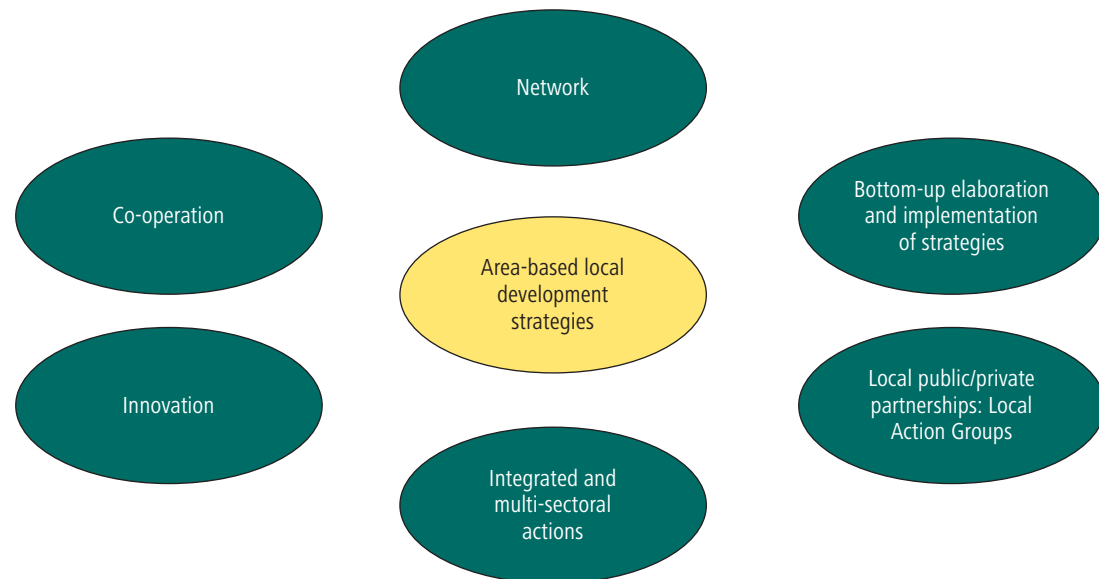 Network
Co-operation
Bottom-up elaboration
and implementation
of strategies
Area-based local
development
strategies
Innovation
Local public/private
partnerships: Local
Action Groups
Integrated and
multi-sectoral
actions